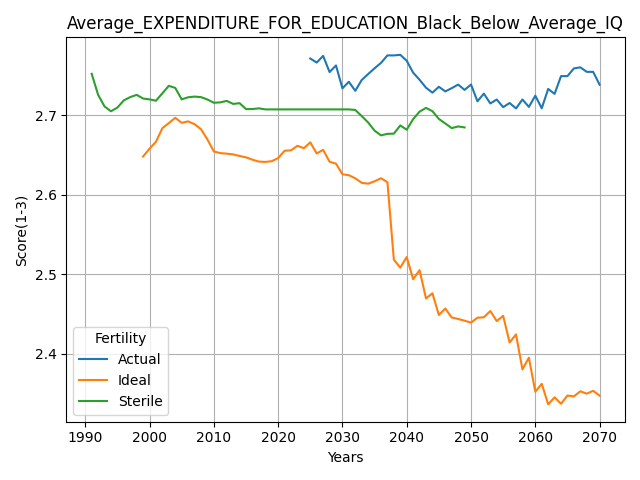 Average_EXPENDITURE_FOR_EDUCATION_Black_Below_Average_IQ
Score(1-3)
2.7
2.6
2.5
2.4
Fertility
Actual
Ideal
Sterile
1990 2000 2010 2020 2030 2040 2050 2060 2070
Years